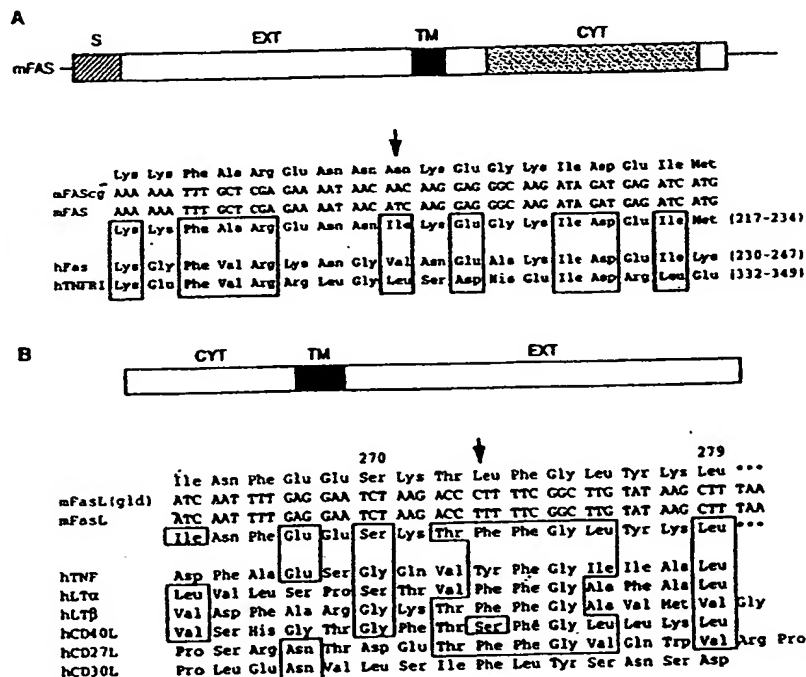 A
S EXT TM CYT
mFAS
Lys Lys Phe Ala Arg Glu Asn Asn Asn Lys Glu Gly Lys Ile Asp Glu Ile Met
mFAScg AAA AAA TTT GCT CGA GAA AAT AAC AAC AAG GAG GGC AAG ATA GAT GAG ATC ATG
mFAS AAA AAA TTT GCT CGA GAA AAT AAC ATC AAG GAG GGC AAG ATA GAT GAG ATC ATG
Lys Lys Phe Ala Arg Glu Asn Asn Ile Lys Glu Gly Lys Ile Asp Glu Ile Met (217-234)
hFas Lys Gly Phe Val Arg Lys Asn Gly Val Asn Glu Ala Lys Ile Asp Glu Ile Lys (230-247)
hTNFRI Lys Glu Phe Val Arg Arg Leu Gly Leu Ser Asp His Glu Ile Asp Arg Leu Glu (332-349)
B
CYT TM EXT
270 279
Ile Asn Phe Glu Glu Ser Lys Thr Leu Phe Gly Leu Tyr Lys Leu ***
mFasL(gld) ATC AAT TTT GAG GAA TCT AAG ACC CTT TTC GGC TTG TAT AAG CTT TAA
mFasL ATC AAT TTT GAG GAA TCT AAG ACC TTT TTC GGC TTG TAT AAG CTT TAA
Ile Asn Phe Glu Glu Ser Lys Thr Phe Phe Gly Leu Tyr Lys Leu ***
hTNF Asp Phe Ala Glu Ser Gly Gln Val Tyr Phe Gly Ile Ile Ala Leu
hLTα Leu Val Leu Ser Pro Ser Thr Val Phe Phe Gly Ala Phe Ala Leu
hLTβ Val Asp Phe Ala Arg Gly Lys Thr Phe Phe Gly Ala Val Met Val Gly
hCD40L Val Ser His Gly Thr Gly Phe Thr Ser Phe Gly Leu Leu Lys Leu
hCD27L Pro Ser Arg Asn Thr Asp Glu Thr Phe Phe Gly Val Gln Trp Val Arg Pro
hCD30L Pro Leu Glu Asn Val Leu Ser Ile Phe Leu Tyr Ser Asn Ser Asp